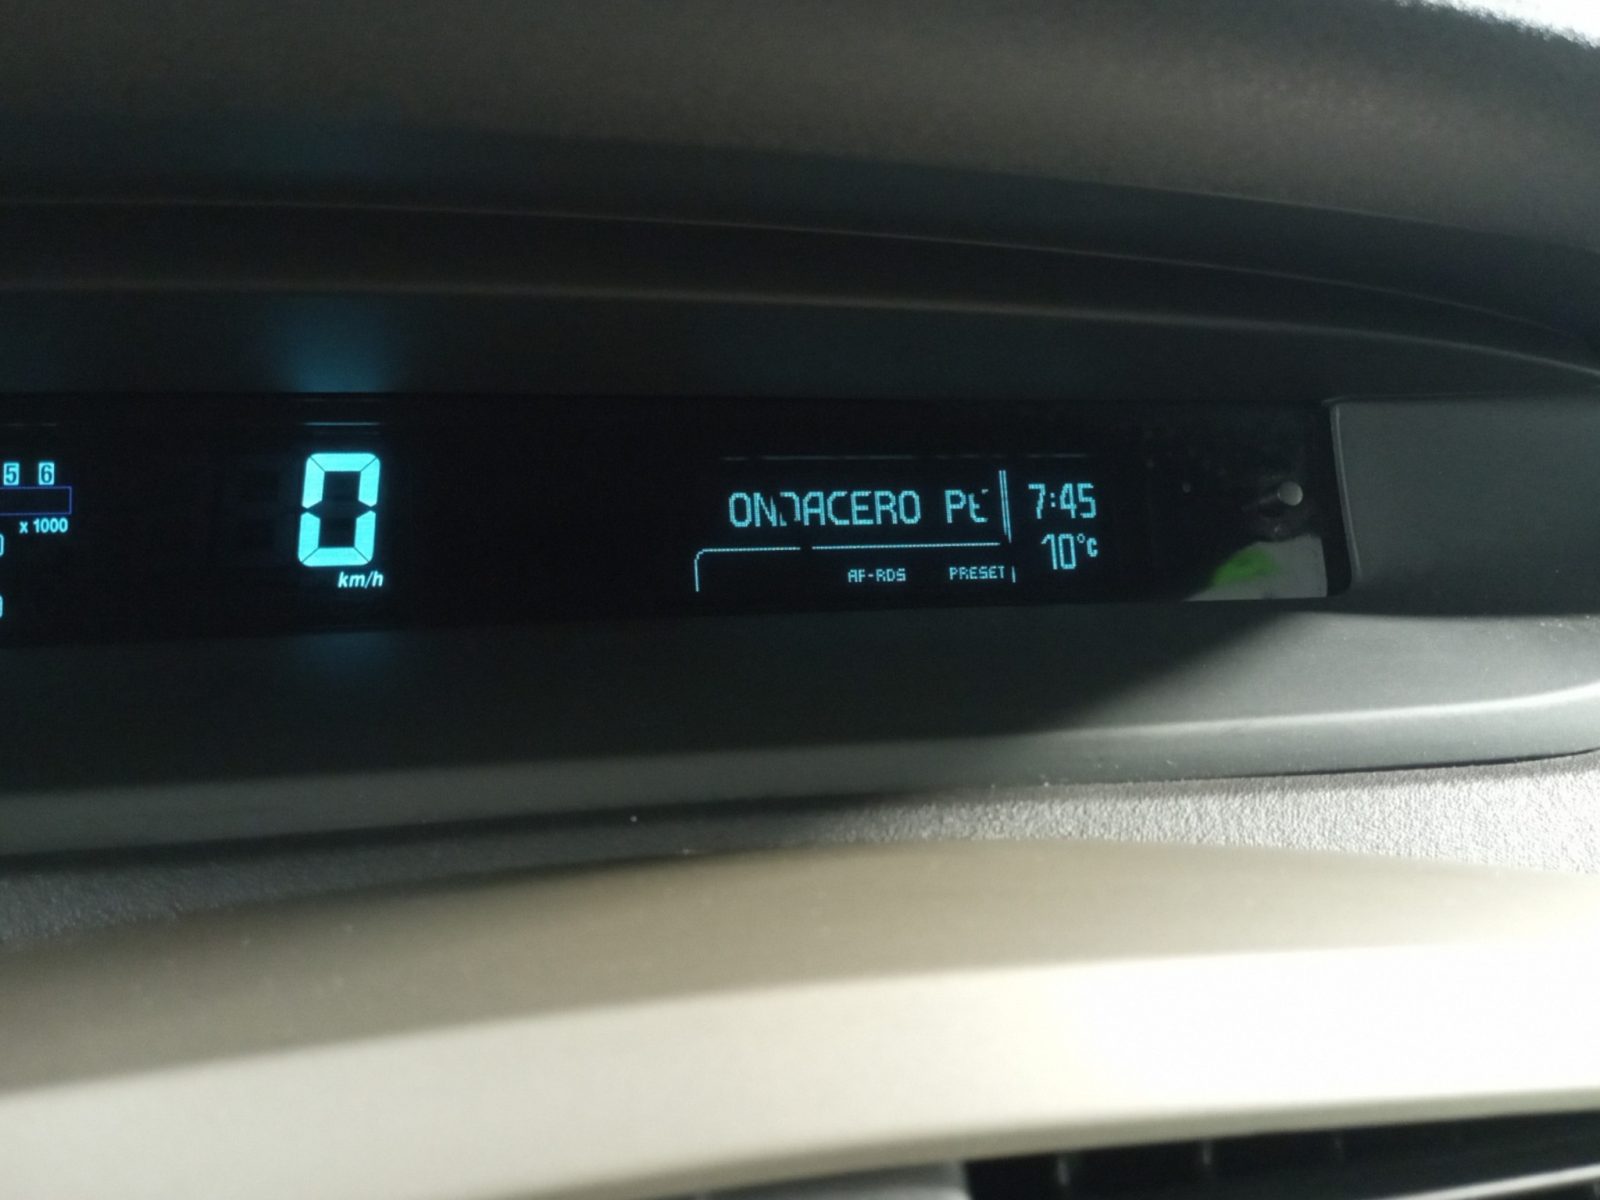 5 6
x 1000
0
km/h
ONDACERO
7:45
10°C
AF-RDS PRESET